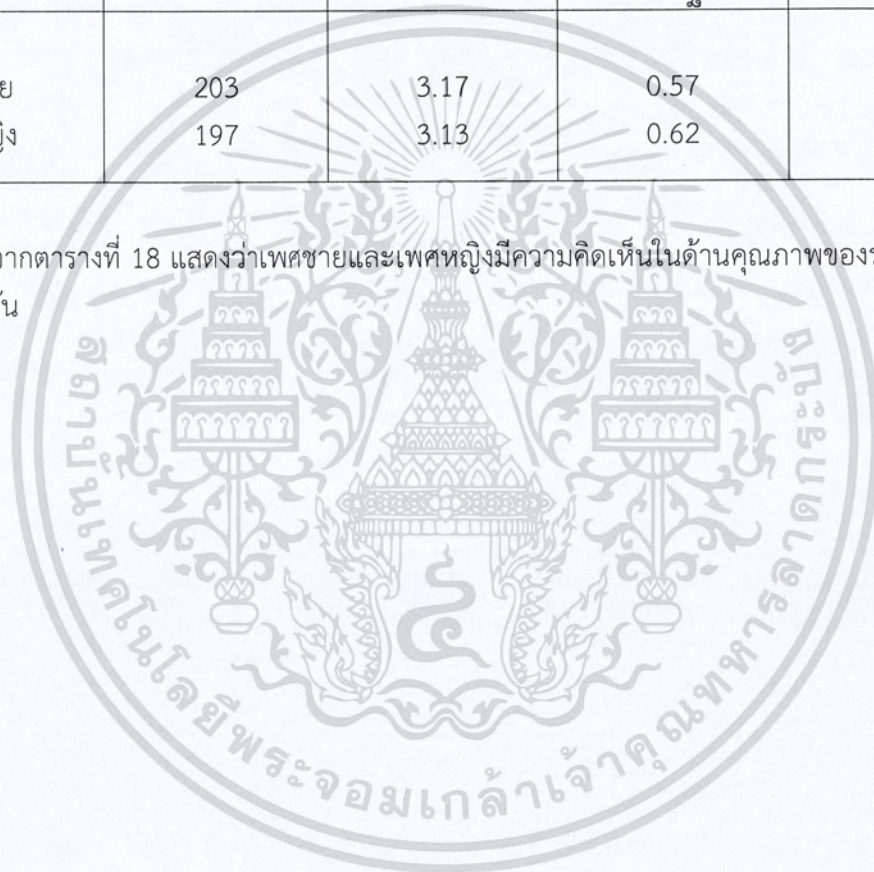 203 3.17 0.57
197 3.13 0.62
จากตารางที่ 18 แสดงว่าเพศชายและเพศหญิงมีความคิดเห็นในด้านคุณภาพของ
สถาบันเทคโนโลยีพระจอมเกล้าเจ้าคุณทหารลาดกระบัง